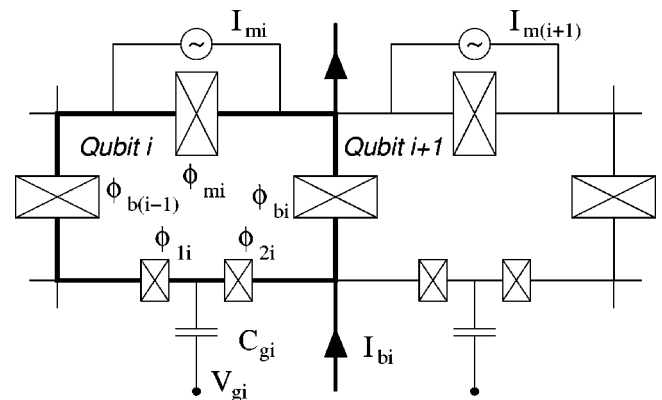 I_mi
I_m(i+1)
~
~
Qubit i
Qubit i+1
ϕ_mi
ϕ_b(i−1)
ϕ_bi
ϕ_1i
ϕ_2i
C_gi
I_bi
V_gi